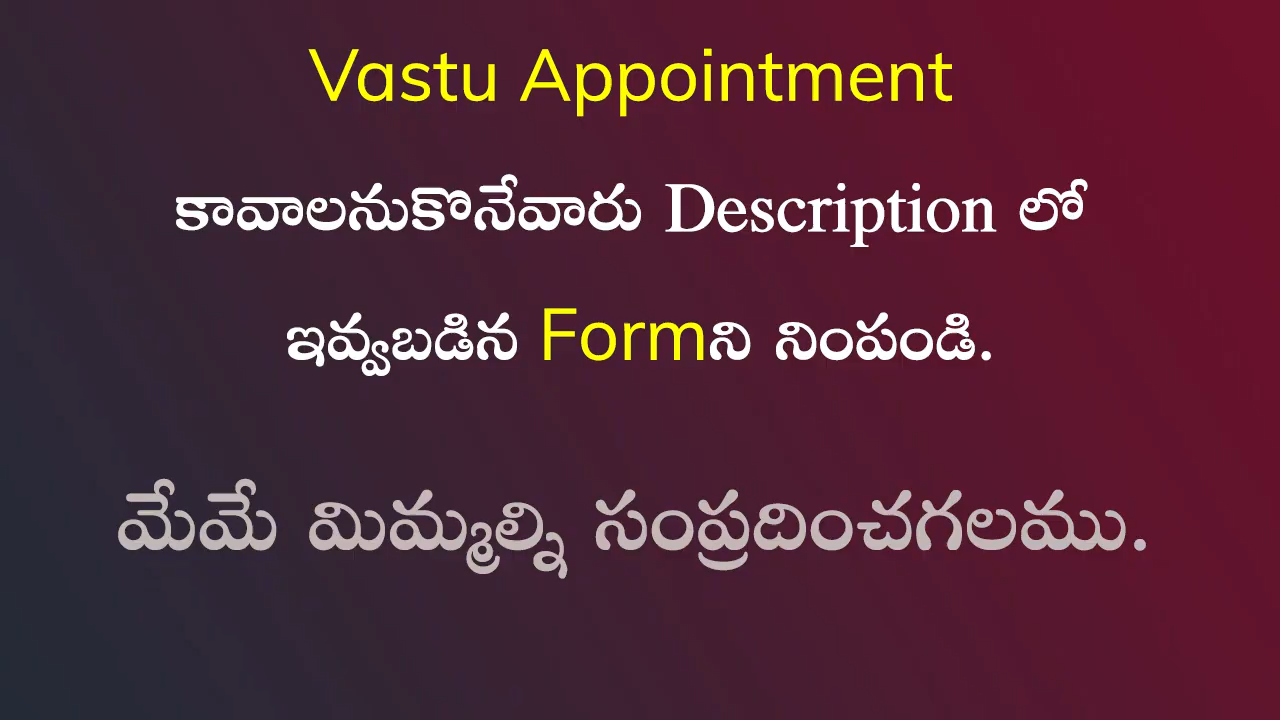 Vastu Appointment
కావాలనుకొనేవారు Description లో
ఇవ్వబడిన Formని నింపండి.
మేమే మిమ్మల్ని సంప్రదించగలము.